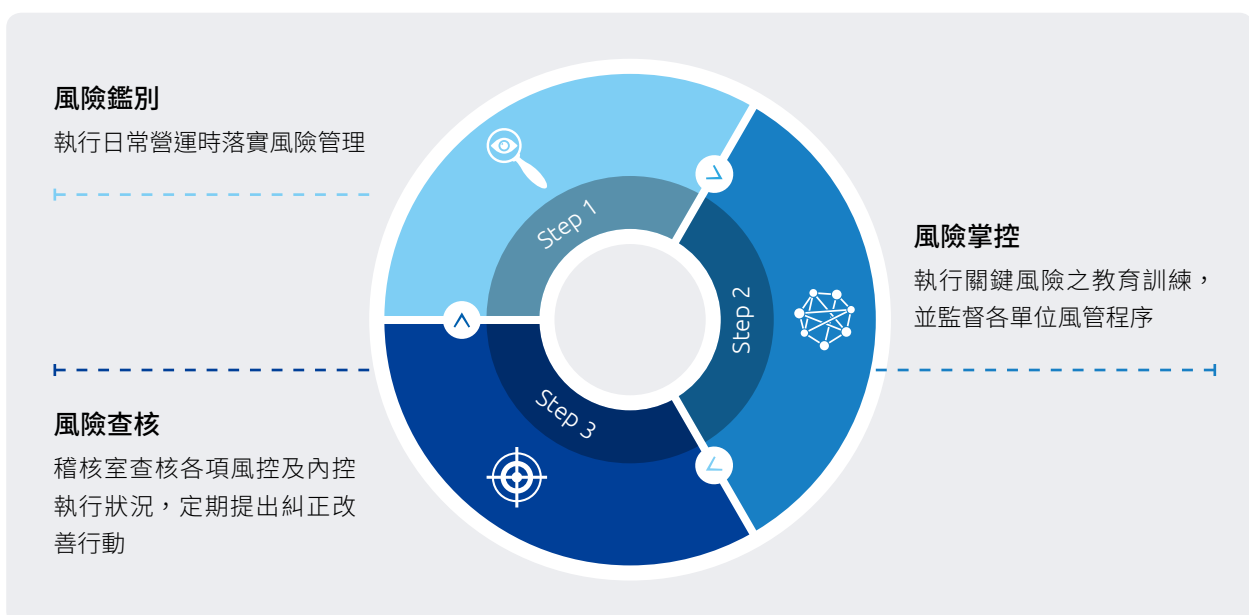 風險鑑別
執行日常營運時落實風險管理
Step 1
Step 2
風險掌控
執行關鍵風險之教育訓練，
並監督各單位風管程序
Step 3
風險查核
稽核室查核各項風控及內控
執行狀況，定期提出糾正改
善行動